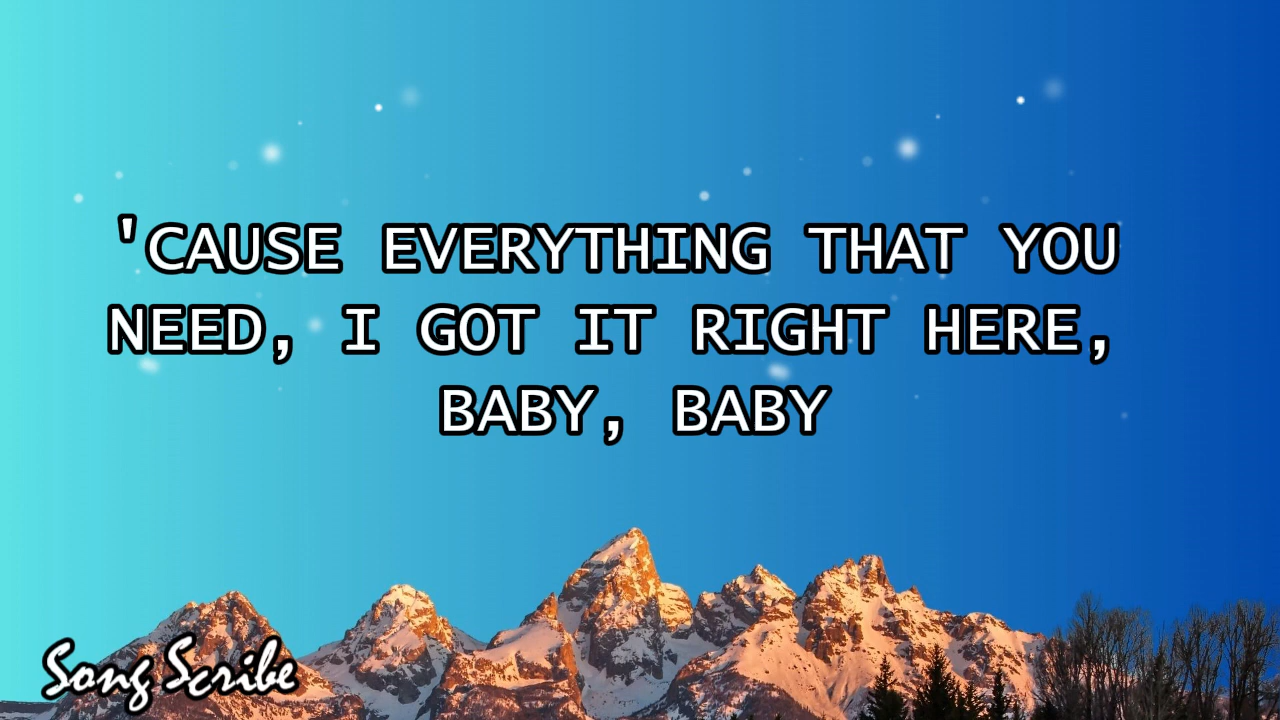 'CAUSE EVERYTHING THAT YOU
NEED, I GOT IT RIGHT HERE,
BABY, BABY
Song Scribe